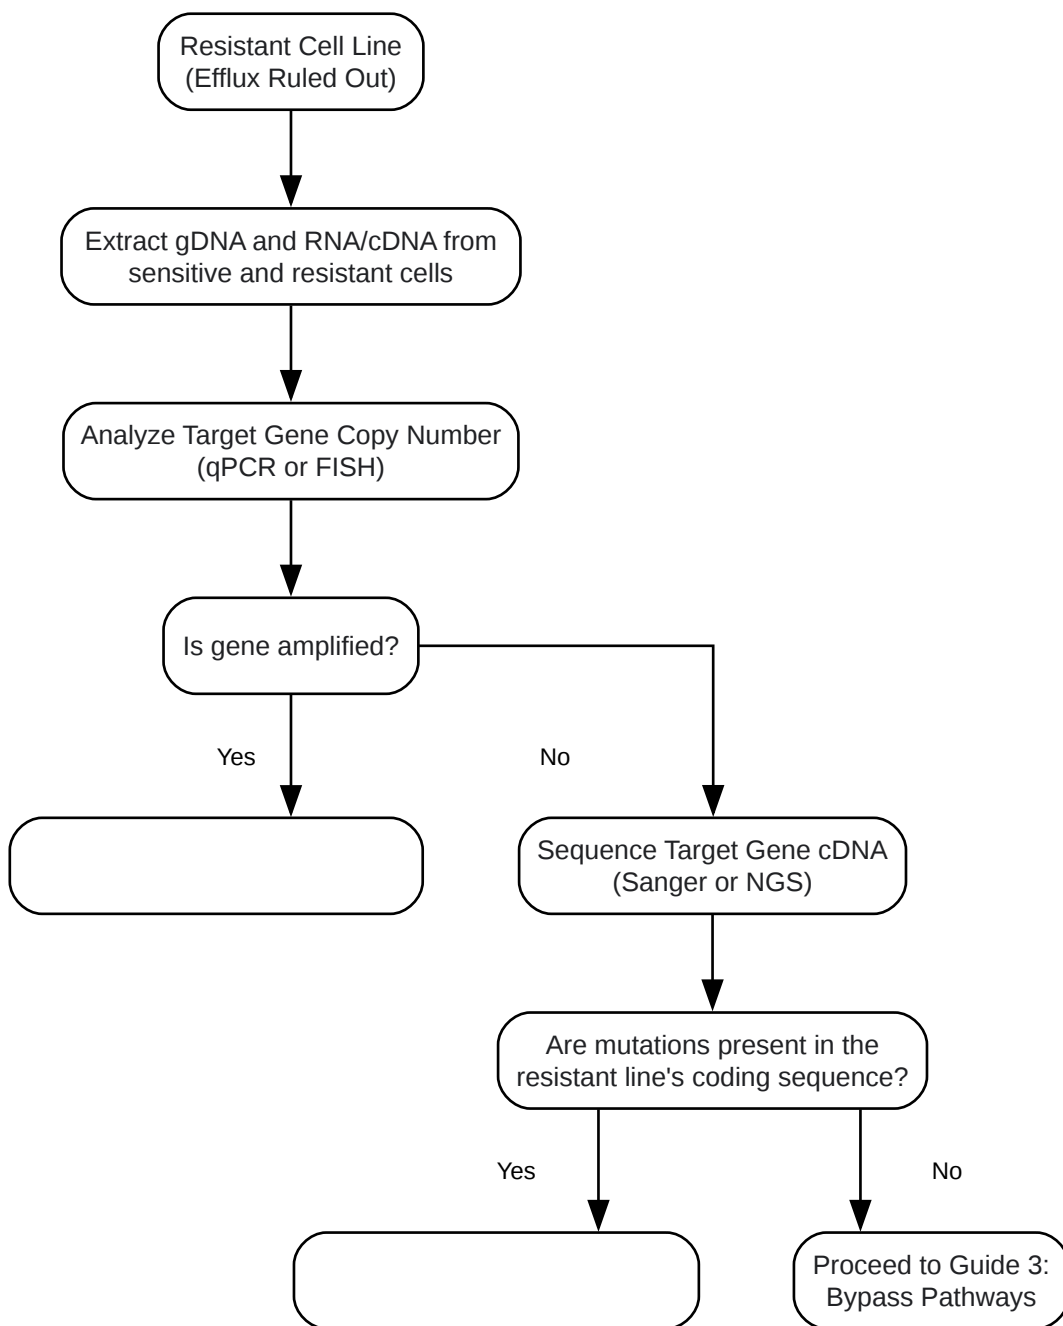 Resistant Cell Line
(Efflux Ruled Out)
Extract gDNA and RNA/cDNA from
sensitive and resistant cells
Analyze Target Gene Copy Number
(qPCR or FISH)
Is gene amplified?
Yes
No
Sequence Target Gene cDNA
(Sanger or NGS)
Are mutations present in the
resistant line's coding sequence?
Yes
No
Proceed to Guide 3:
Bypass Pathways